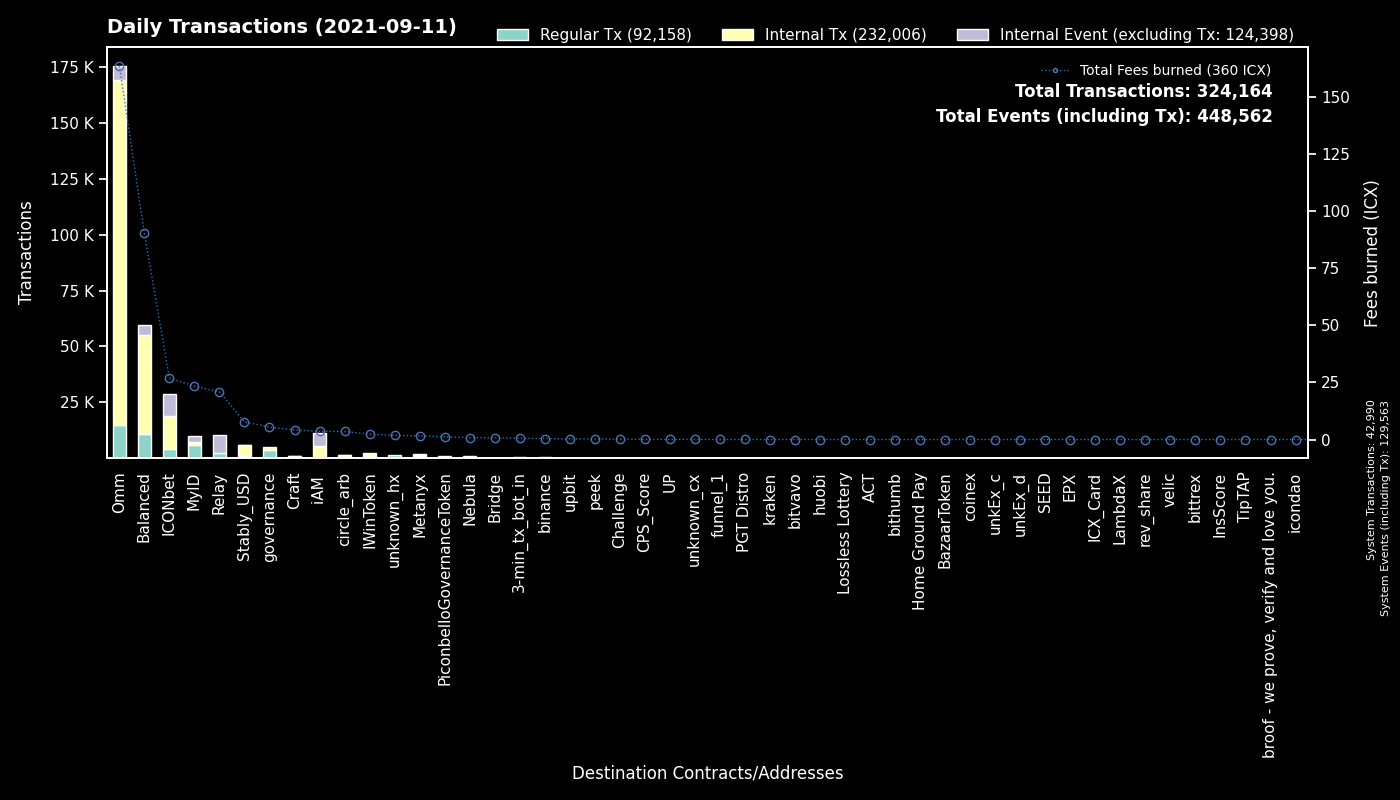 Daily Transactions (2021-09-11)
Regular Tx (92,158)
Internal Tx (232,006)
Internal Event (excluding Tx: 124,398)
Total Fees burned (360 ICX)
Total Transactions: 324,164
Total Events (including Tx): 448,562
Transactions
175 K
150 K
125 K
100 K
75 K
50 K
25 K
150
125
100
75
50
25
0
Fees burned (ICX)
System Transactions: 42,990
System Events (including Tx): 129,563
Omm
Balanced
ICONbet
MyID
Relay
Stably_USD
governance
Craft
iAM
circle_arb
IWinToken
unknown_hx
Metanyx
PiconbelloGovernanceToken
Nebula
Bridge
3-min_tx_bot_in
binance
upbit
peek
Challenge
CPS_Score
UP
unknown_cx
funnel_1
PGT Distro
kraken
bitvavo
huobi
Lossless Lottery
ACT
bithumb
Home Ground Pay
BazaarToken
coinex
unkEx_c
unkEx_d
SEED
EPX
ICX_Card
LambdaX
rev_share
velic
bittrex
InsScore
TipTAP
broof - we prove, verify and love you.
icondao
Destination Contracts/Addresses